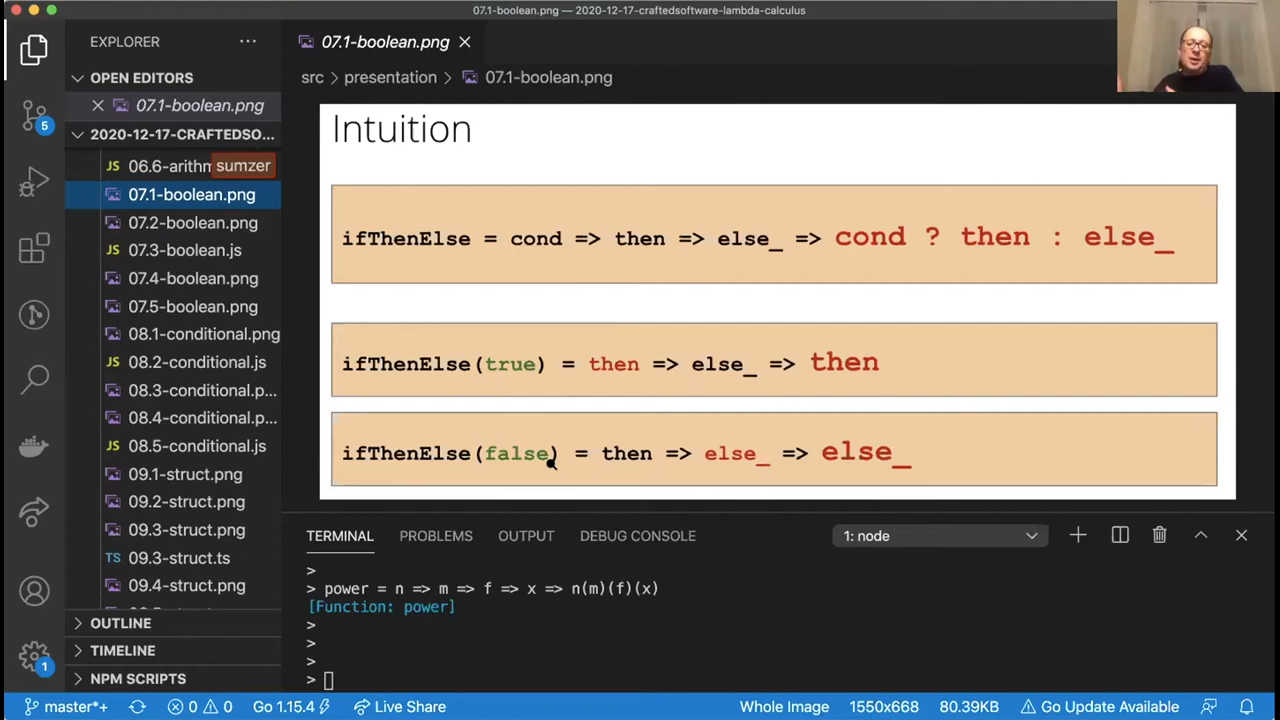 07.1-boolean.png — 2020-12-17-craftedsoftware-lambda-calculus
EXPLORER
07.1-boolean.png
OPEN EDITORS
src > presentation > 07.1-boolean.png
07.1-boolean.png
2020-12-17-CRAFTEDSO...
06.6-arithm
sumzer
07.1-boolean.png
07.2-boolean.png
07.3-boolean.js
07.4-boolean.png
07.5-boolean.png
08.1-conditional.png
08.2-conditional.js
08.3-conditional.p...
08.4-conditional.p...
08.5-conditional.js
09.1-struct.png
09.2-struct.png
09.3-struct.png
09.3-struct.ts
09.4-struct.png
OUTLINE
TIMELINE
NPM SCRIPTS
5
1
Intuition
ifThenElse = cond => then => else_ => cond ? then : else_
ifThenElse(true) = then => else_ => then
ifThenElse(false) = then => else_ => else_
TERMINAL PROBLEMS OUTPUT DEBUG CONSOLE 1: node
>
> power = n => m => f => x => n(m)(f)(x)
[Function: power]
>
>
>
>
master*+ 0 0 Go 1.15.4 Live Share Whole Image 1550x668 80.39KB Go Update Available